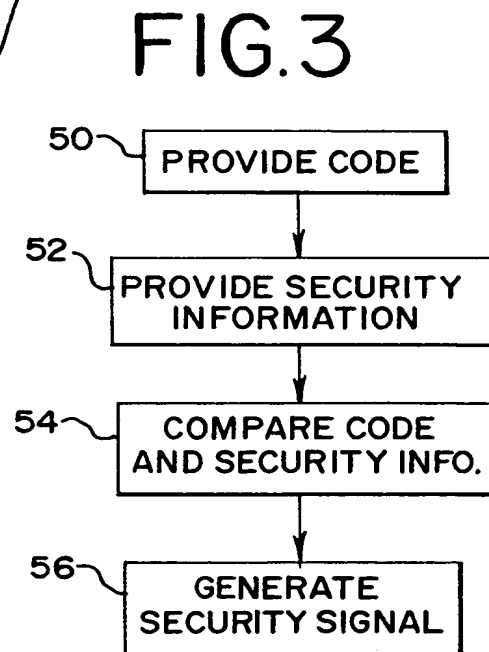 FIG.3
50
PROVIDE CODE
52
PROVIDE SECURITY
INFORMATION
54
COMPARE CODE
AND SECURITY INFO.
56
GENERATE
SECURITY SIGNAL